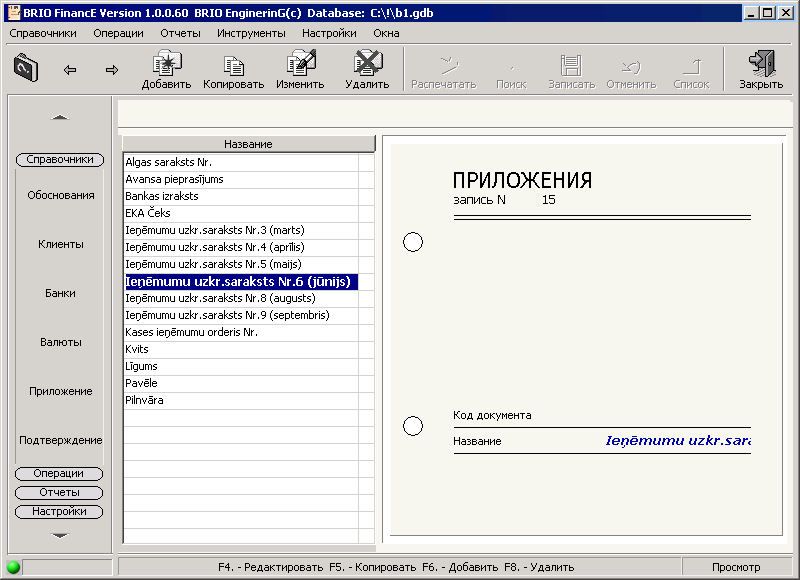 BRIO FinancE Version 1.0.0.60 BRIO EnginerinG(c) Database: C:\!\b1.gdb
Справочники Операции Отчеты Инструменты Настройки Окна
Добавить Копировать Изменить Удалить Распечатать Поиск Записать Отменить Список Закрыть
Справочники
Обоснования
Клиенты
Банки
Валюты
Приложение
Подтверждение
Операции
Отчеты
Настройки
Название
Algas saraksts Nr.
Avansa pieprasījums
Bankas izraksts
EKA Čeks
Ieņēmumu uzkr.saraksts Nr.3 (marts)
Ieņēmumu uzkr.saraksts Nr.4 (aprīlis)
Ieņēmumu uzkr.saraksts Nr.5 (maijs)
Ieņēmumu uzkr.saraksts Nr.6 (jūnijs)
Ieņēmumu uzkr.saraksts Nr.8 (augusts)
Ieņēmumu uzkr.saraksts Nr.9 (septembris)
Kases ieņēmumu orderis Nr.
Kvits
Līgums
Pavēle
Pilnvāra
ПРИЛОЖЕНИЯ
запись N 15
Код документа
Название Ieņēmumu uzkr.sara
F4. - Редактировать F5. - Копировать F6. - Добавить F8. - Удалить Просмотр